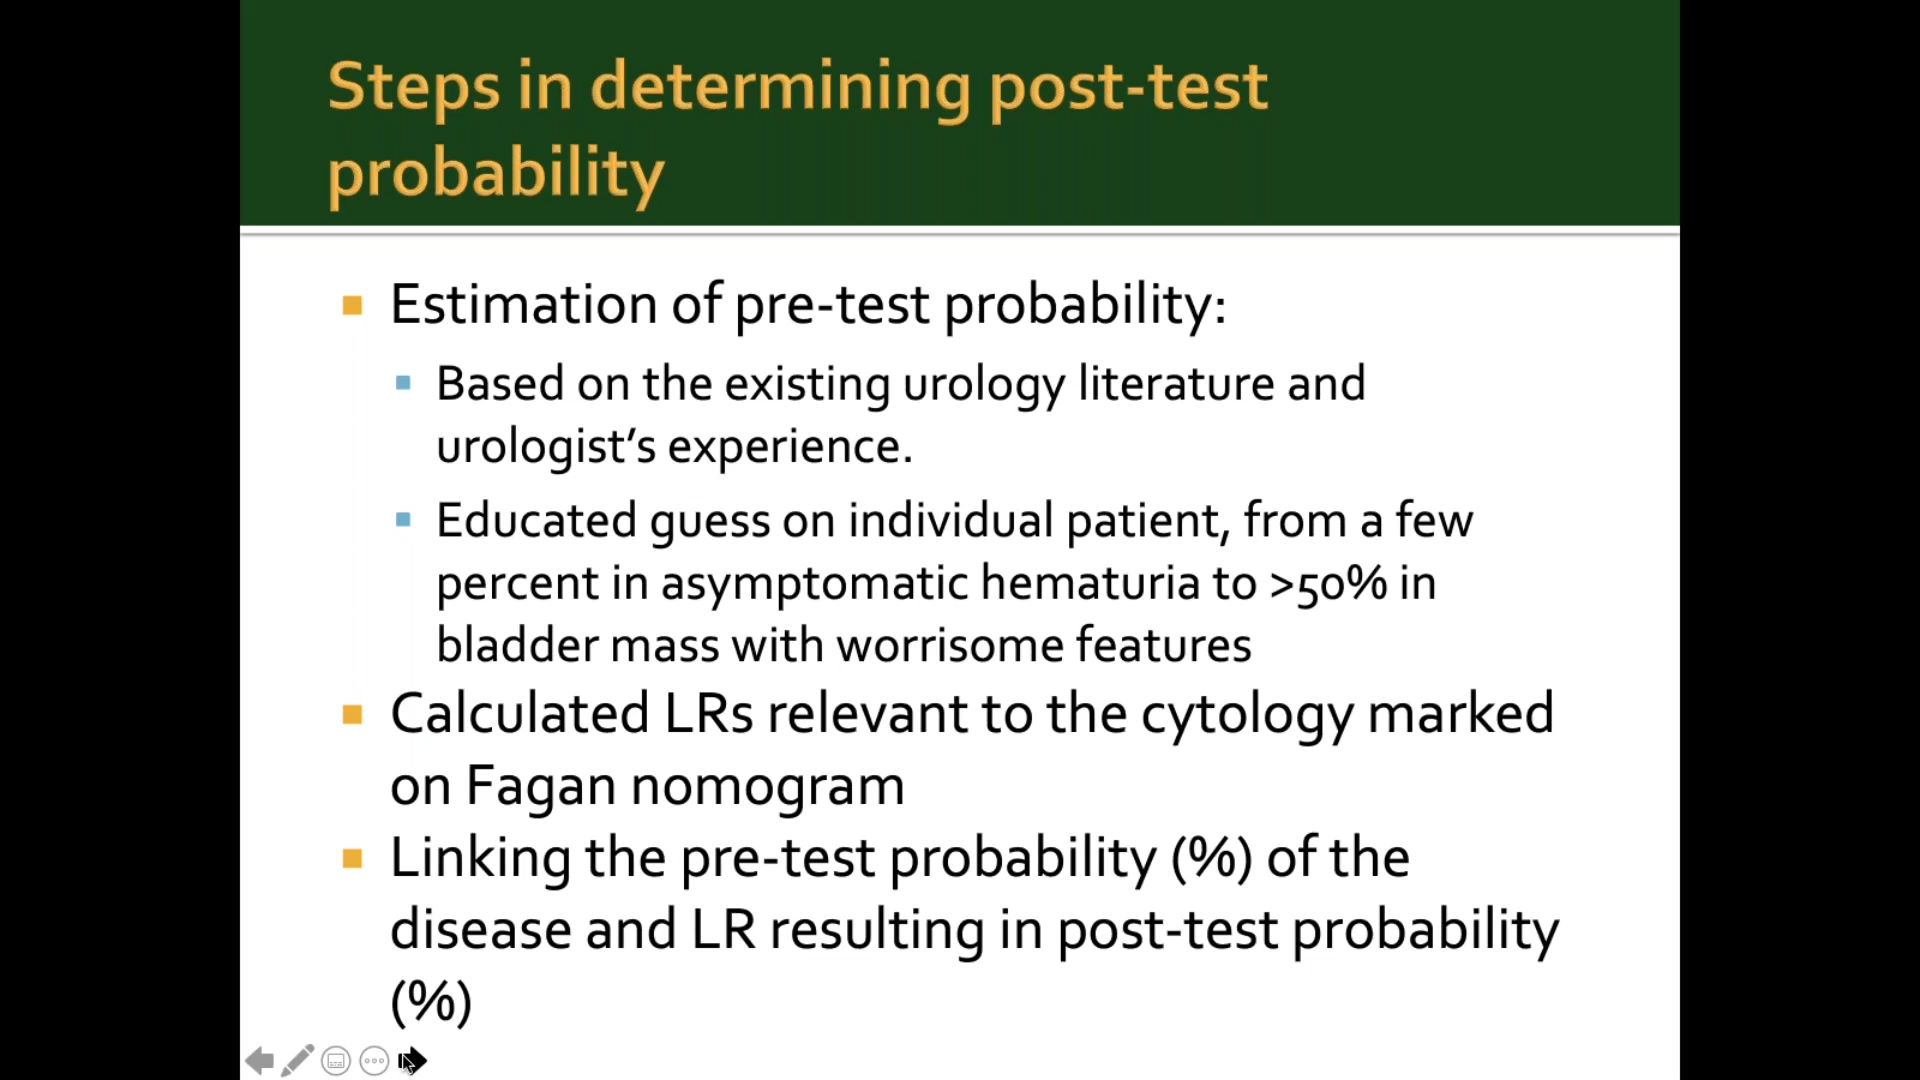 Steps in determining post-test
probability
Estimation of pre-test probability:
Based on the existing urology literature and
urologist’s experience.
Educated guess on individual patient, from a few
percent in asymptomatic hematuria to >50% in
bladder mass with worrisome features
Calculated LRs relevant to the cytology marked
on Fagan nomogram
Linking the pre-test probability (%) of the
disease and LR resulting in post-test probability
(%)